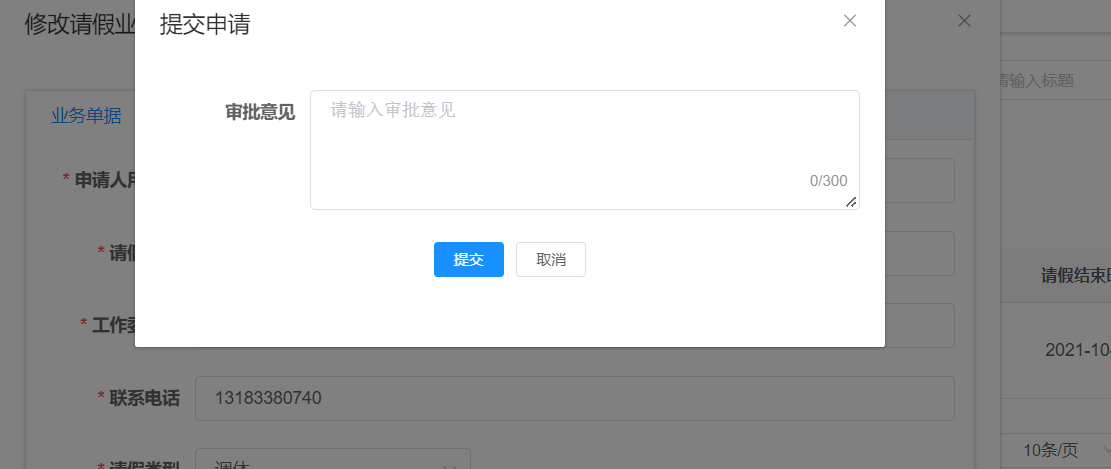 修改请假业
提交申请
请输入标题
业务单据
审批意见
请输入审批意见
0/300
* 申请人
* 请假
提交
取消
请假结束
* 工作
2021-10-
* 联系电话
13183380740
* 请假类型
调休
10条/页